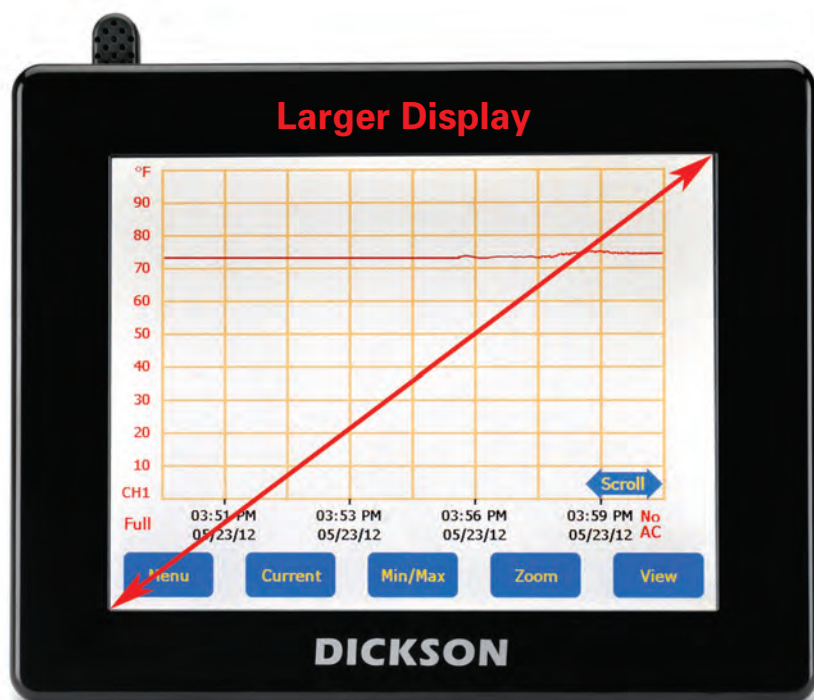 Larger Display
°F
90
80
70
60
50
40
30
20
10
CH1
Scroll
Full
03:51 PM 03:53 PM 03:56 PM 03:59 PM No
05/23/12 05/23/12 05/23/12 05/23/12 AC
Menu Current Min/Max Zoom View
DICKSON